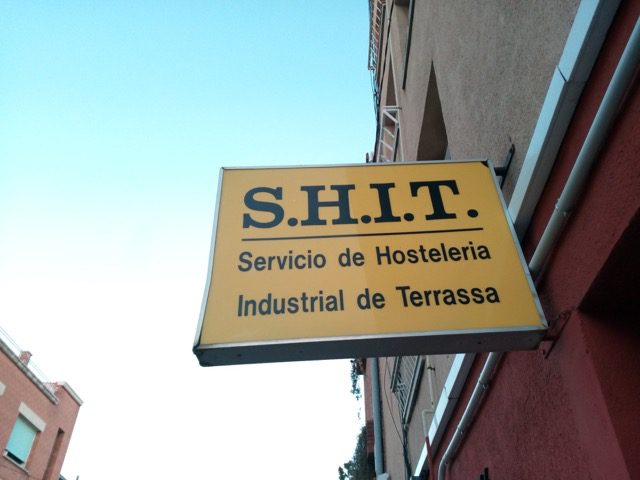 S.H.I.T.
Servicio de Hosteleria
Industrial de Terrassa